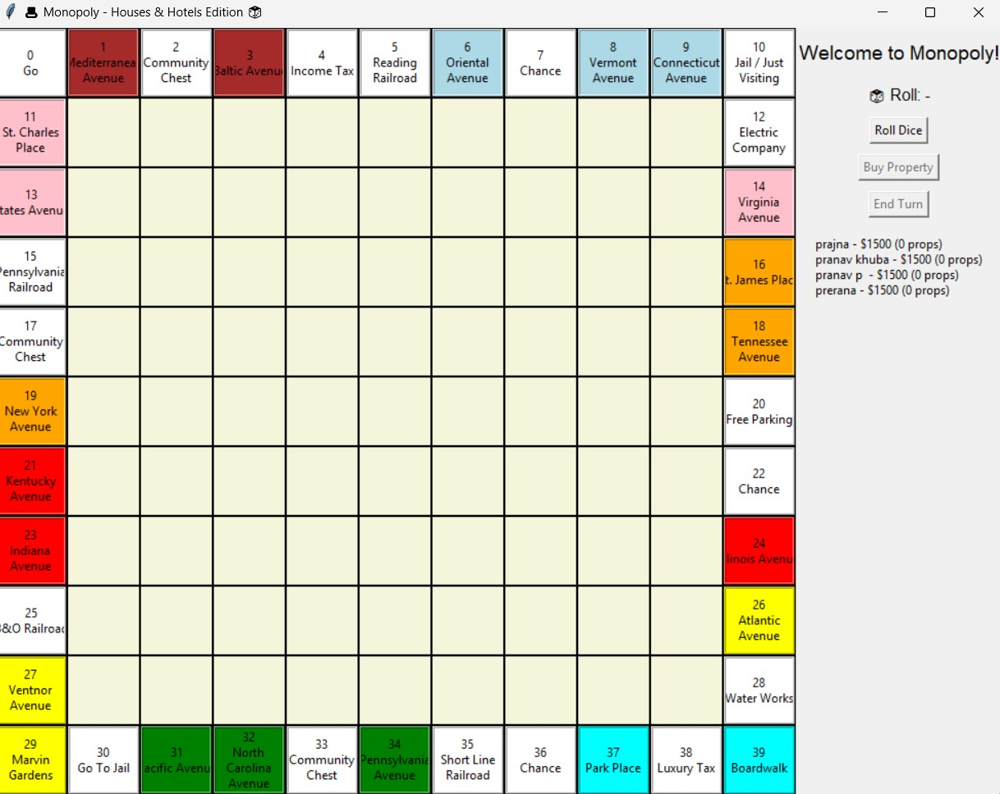 Monopoly - Houses & Hotels Edition
0
Go
1
Mediterranea
Avenue
2
Community
Chest
3
Baltic Avenu
4
Income Tax
5
Reading
Railroad
6
Oriental
Avenue
7
Chance
8
Vermont
Avenue
9
Connecticut
Avenue
10
Jail / Just
Visiting
Welcome to Monopoly!
Roll: -
Roll Dice
Buy Property
End Turn
prajna - $1500 (0 props)
pranav khuba - $1500 (0 props)
pranav p  - $1500 (0 props)
prerana - $1500 (0 props)
11
St. Charles
Place
12
Electric
Company
13
tates Avenu
14
Virginia
Avenue
15
Pennsylvania
Railroad
16
t. James Plac
17
Community
Chest
18
Tennessee
Avenue
19
New York
Avenue
20
Free Parking
21
Kentucky
Avenue
22
Chance
23
Indiana
Avenue
24
llinois Avenu
25
B&O Railroad
26
Atlantic
Avenue
27
Ventnor
Avenue
28
Water Works
29
Marvin
Gardens
30
Go To Jail
31
acific Avenu
32
North
Carolina
Avenue
33
Community
Chest
34
Pennsylvania
Avenue
35
Short Line
Railroad
36
Chance
37
Park Place
38
Luxury Tax
39
Boardwalk